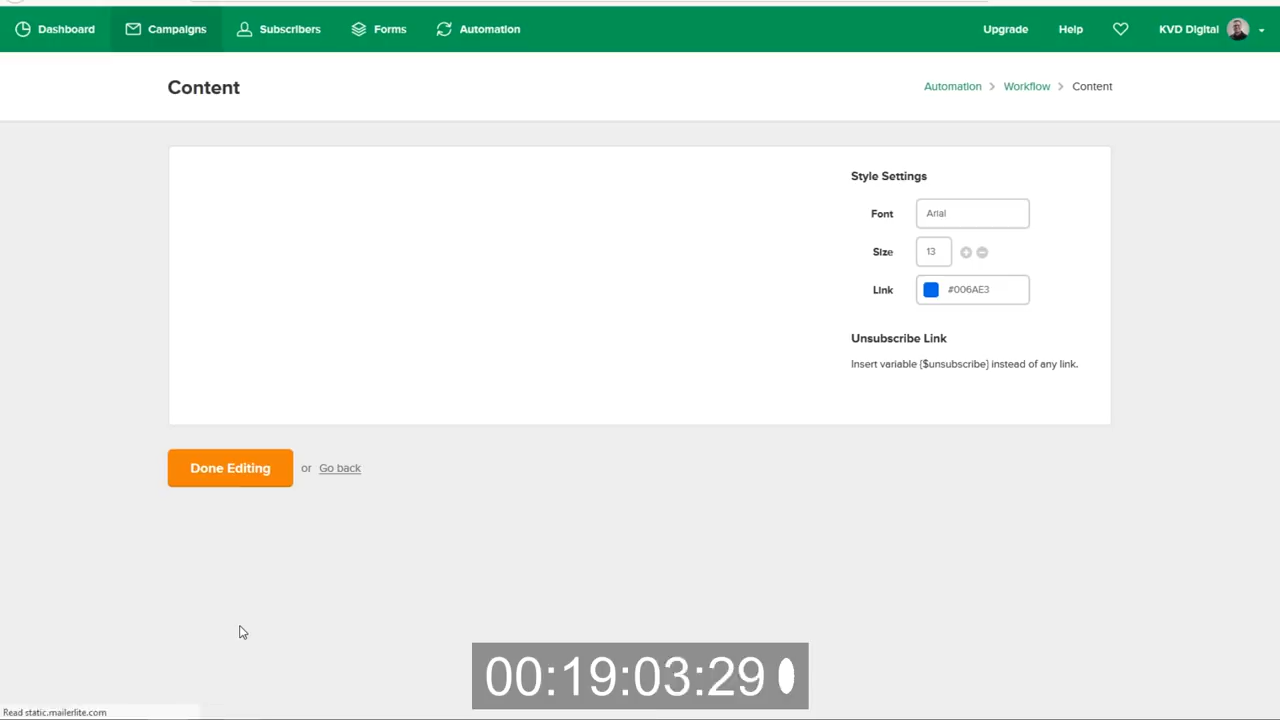 Dashboard Campaigns Subscribers Forms Automation Upgrade Help KVD Digital
Content
Automation Workflow Content
Style Settings
Font Arial
Size 13
Link #006AE3
Unsubscribe Link
Insert variable {$unsubscribe} instead of any link.
Done Editing or Go back
00:19:03:29
Read static.mailerlite.com